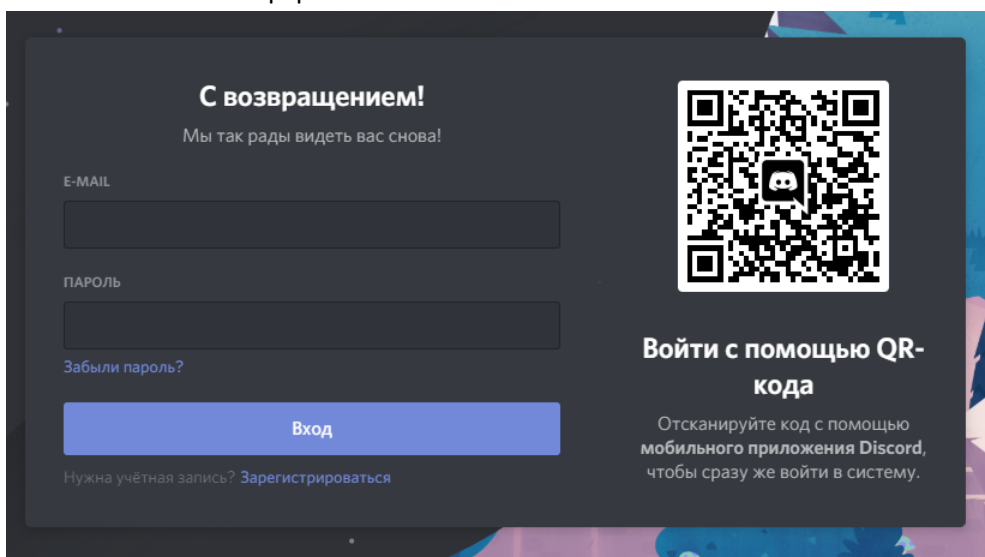 С возвращением!
Мы так рады видеть вас снова!
E-MAIL
ПАРОЛЬ
Забыли пароль?
Вход
Нужна учётная запись? Зарегистрироваться
Войти с помощью QR-
кода
Отсканируйте код с помощью
мобильного приложения Discord,
чтобы сразу же войти в систему.